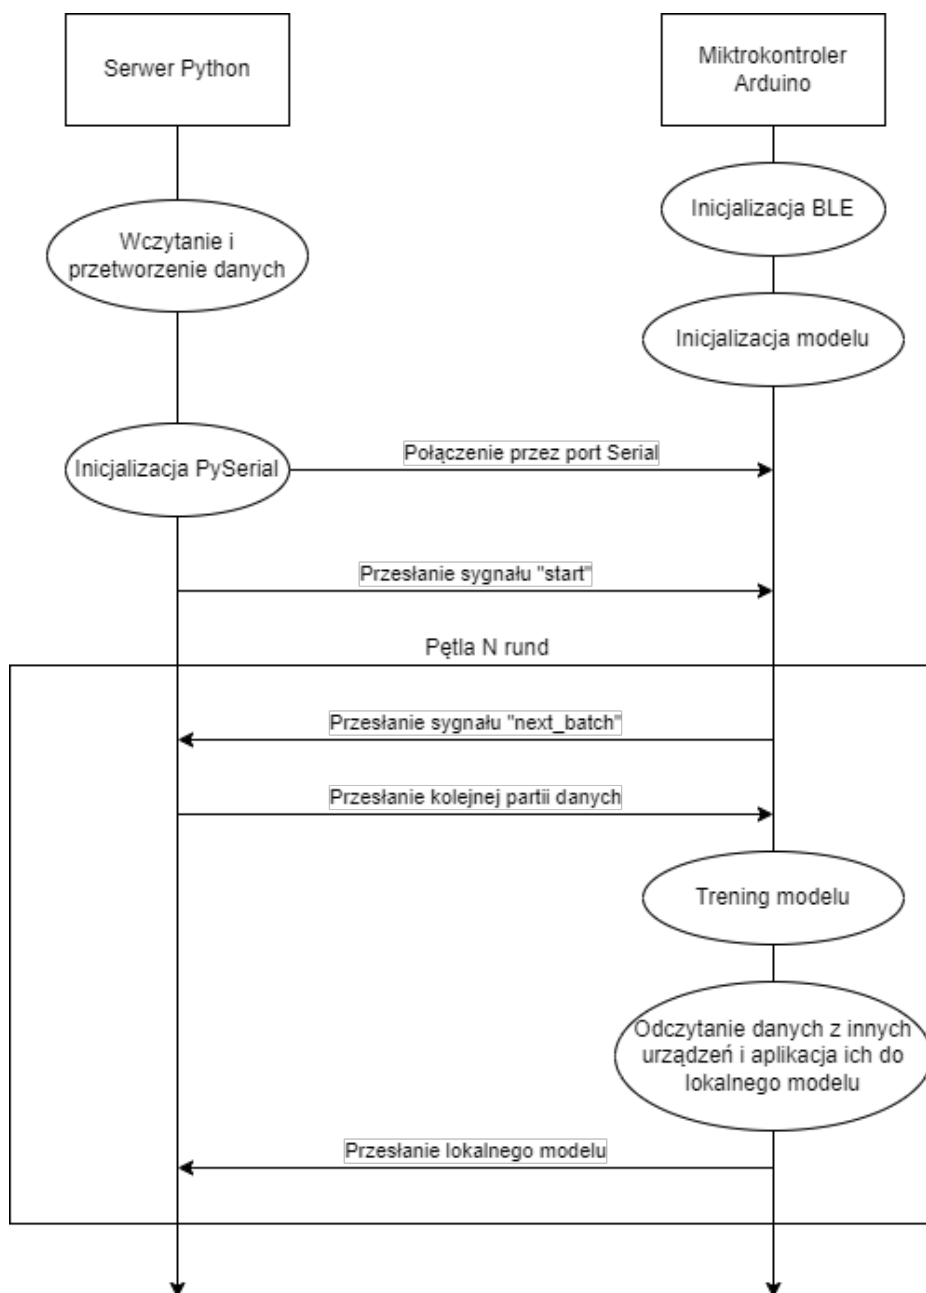 Serwer Python
Miktrokontroler
Arduino
Inicjalizacja BLE
Wczytanie i
przetworzenie danych
Inicjalizacja modelu
Inicjalizacja PySerial
Połączenie przez port Serial
Przesłanie sygnału "start"
Pętla N rund
Przesłanie sygnału "next_batch"
Przesłanie kolejnej partii danych
Trening modelu
Odczytanie danych z innych
urządzeń i aplikacja ich do
lokalnego modelu
Przesłanie lokalnego modelu